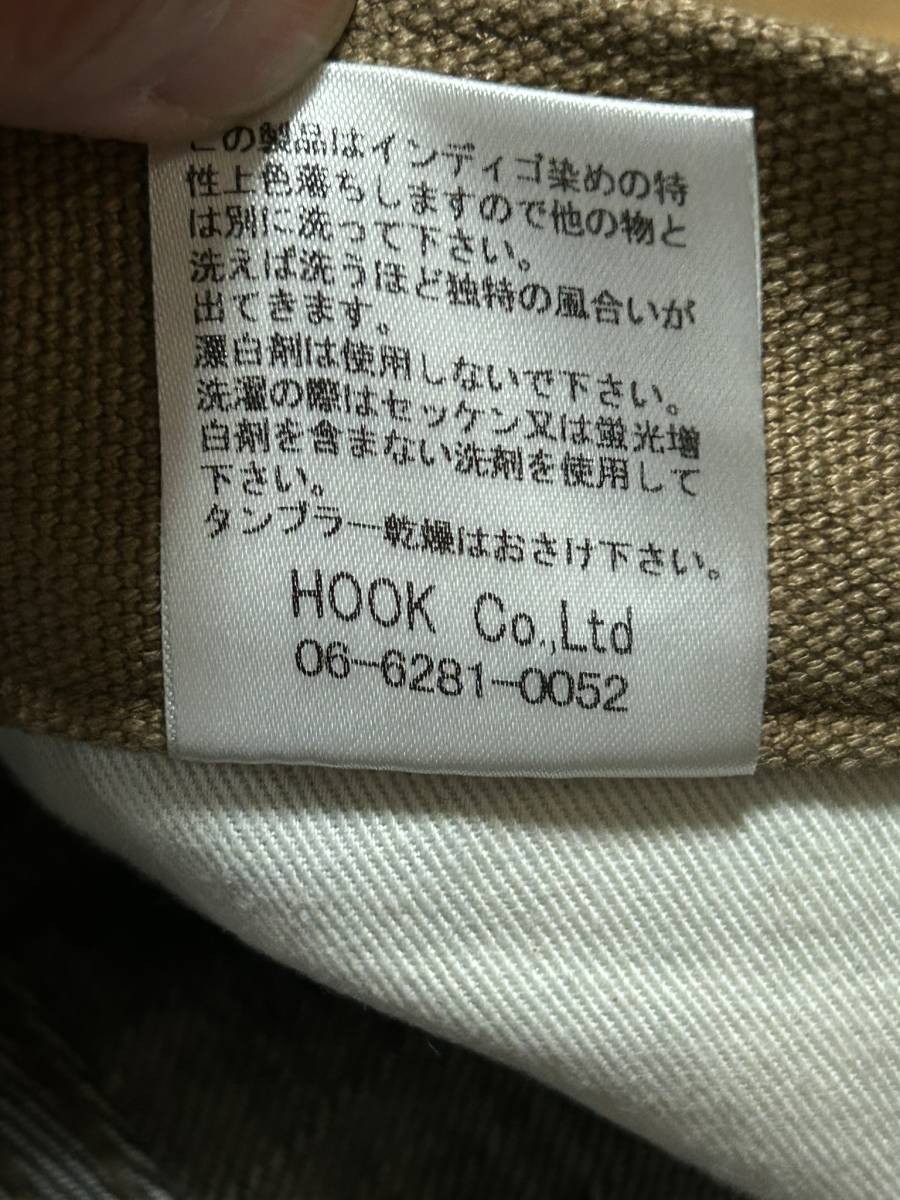 この製品はインディゴ染めの特
性上色落ちしますので他の物と
は別に洗って下さい。
洗えば洗うほど独特の風合いが
出てきます。
漂白剤は使用しないで下さい。
洗濯の際はセッケン又は蛍光増
白剤を含まない洗剤を使用して
下さい。
タンブラー乾燥はおさけ下さい。
HOOK Co.,Ltd
06-6281-0052